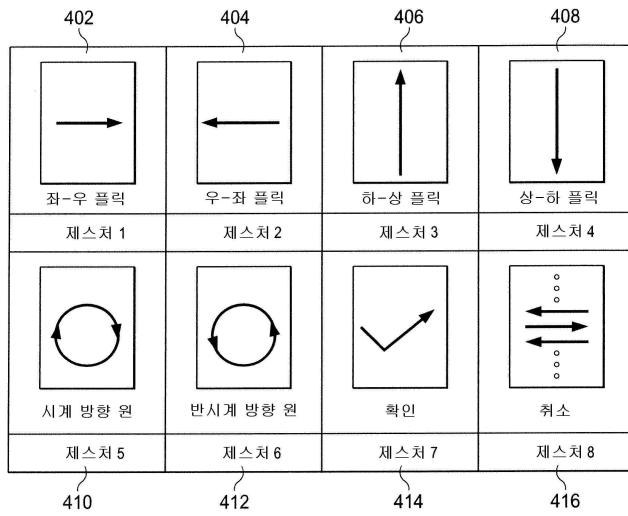 402 404 406 408
좌-우 플릭 우-좌 플릭 하-상 플릭 상-하 플릭
제스처 1 제스처 2 제스처 3 제스처 4
시계 방향 원 반시계 방향 원 확인 취소
제스처 5 제스처 6 제스처 7 제스처 8
410 412 414 416